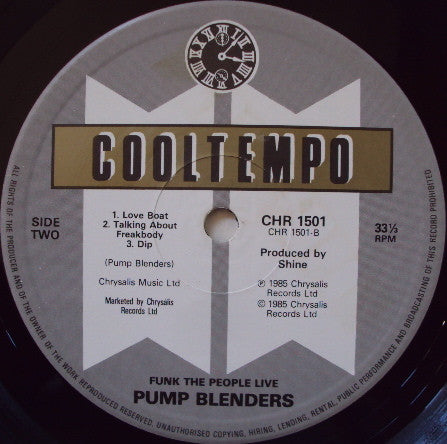 COOLTEMPO
SIDE
TWO
1. Love Boat
2. Talking About
Freakbody
3. Dip
(Pump Blenders)
Chrysalis Music Ltd
Marketed by Chrysalis
Records Ltd
CHR 1501
CHR 1501-B
Produced by
Shine
℗ 1985 Chrysalis
Records Ltd
© 1985 Chrysalis
Records Ltd
33⅓
RPM
FUNK THE PEOPLE LIVE
PUMP BLENDERS
ALL RIGHTS OF THE PRODUCER AND OF THE OWNER OF THE WORK REPRODUCED RESERVED. UNAUTHORISED COPYING, HIRING, LENDING, RENTAL, PUBLIC PERFORMANCE AND BROADCASTING OF THIS RECORD PROHIBITED